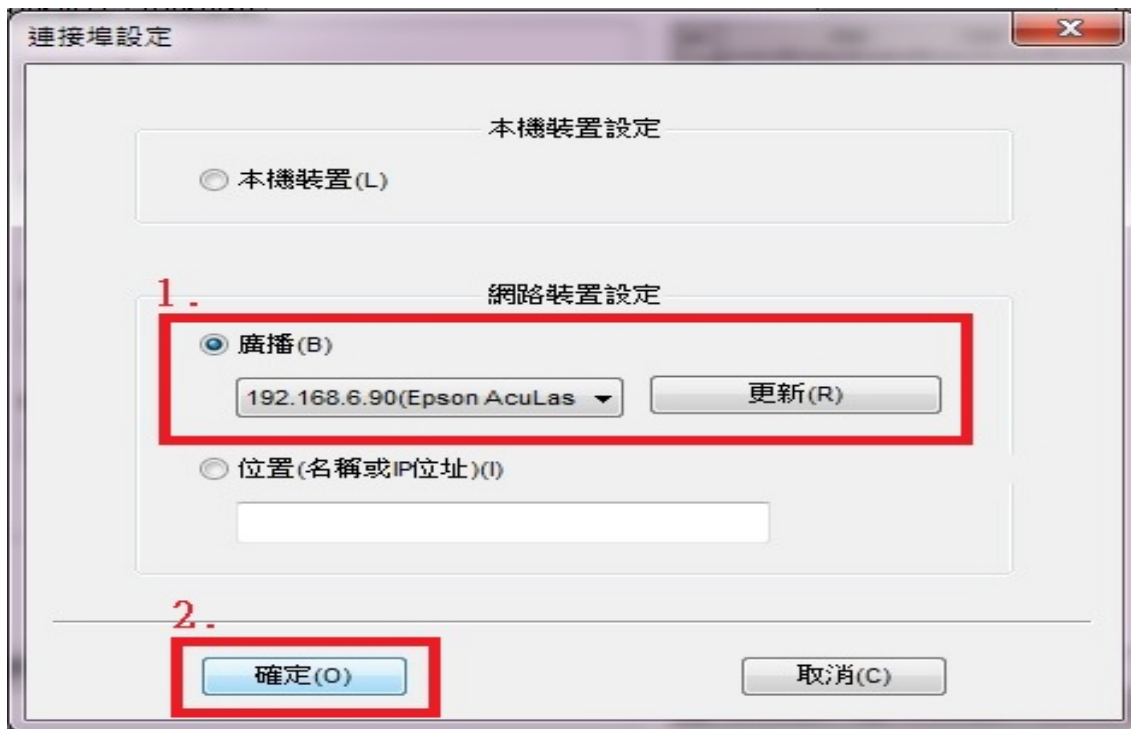 連接埠設定
本機裝置設定
本機裝置(L)
1.
網路裝置設定
廣播(B)
192.168.6.90(Epson AcuLas
更新(R)
位置(名稱或IP位址)(I)
2.
確定(O)
取消(C)